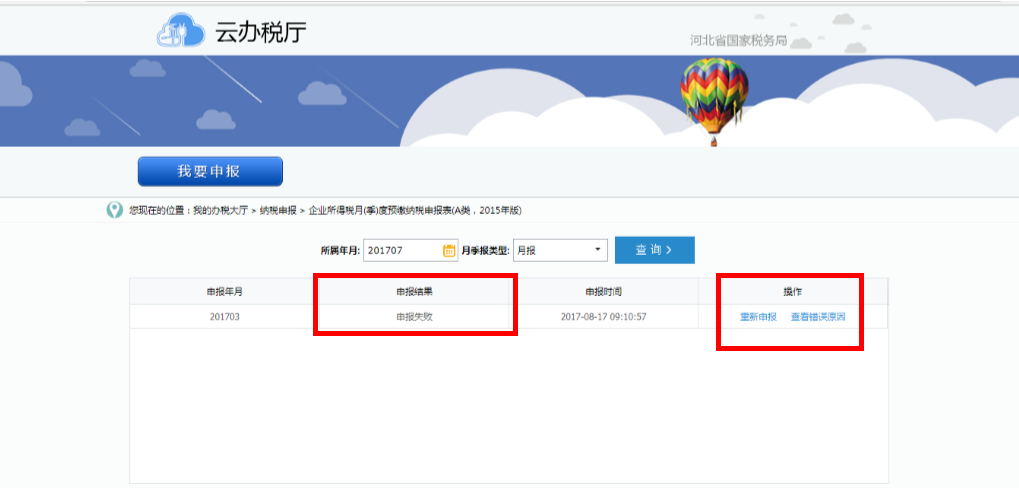 云办税厅
河北省国家税务局
我要申报
您现在的位置：我的办税大厅 > 纳税申报 > 企业所得税月(季)度预缴纳税申报表(A类，2015年版)
所属年月: 201707 月季报类型: 月报 查 询 >
申报年月 申报结果 申报时间 操作
201703 申报失败 2017-08-17 09:10:57 重新申报 查看错误原因